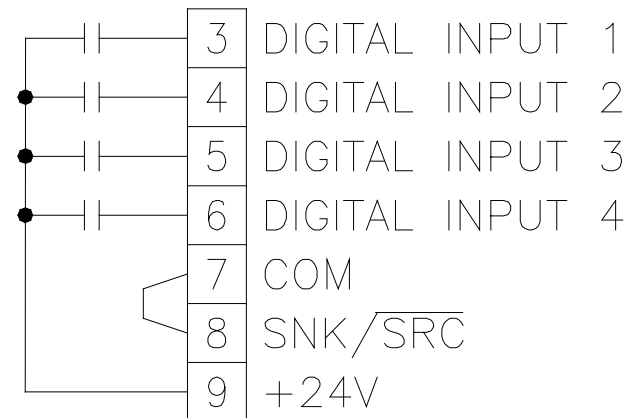 3 DIGITAL INPUT 1
4 DIGITAL INPUT 2
5 DIGITAL INPUT 3
6 DIGITAL INPUT 4
7 COM
8 SNK/S̅R̅C̅
9 +24V